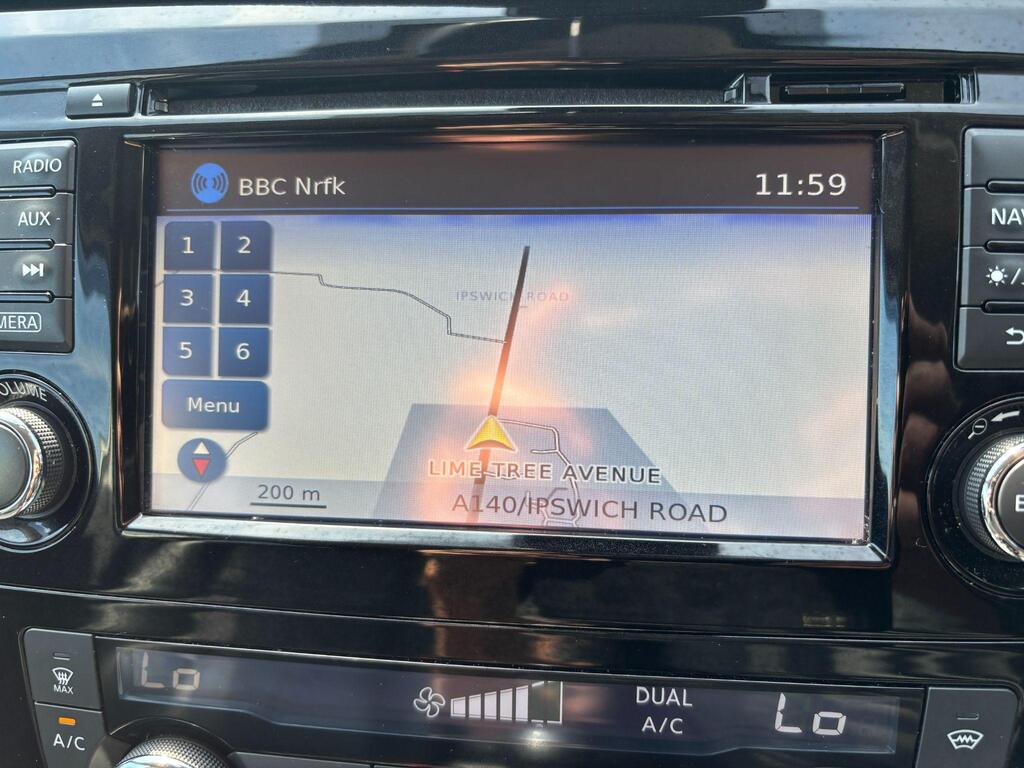 RADIO
AUX
MERA
OLUME
BBC Nrfk
11:59
1 2
3 4
5 6
Menu
IPSWICH ROAD
LIME TREE AVENUE
200 m
A140/IPSWICH ROAD
NAV
MAX
A/C
Lo
DUAL
A/C
Lo